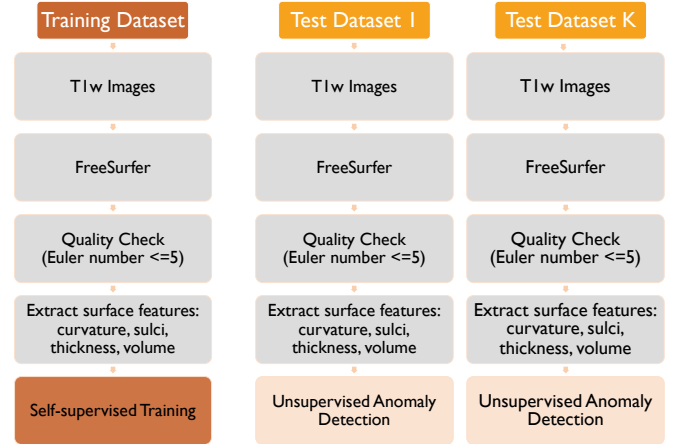 Training Dataset
T1w Images
FreeSurfer
Quality Check
(Euler number <=5)
Extract surface features:
curvature, sulci,
thickness, volume
Self-supervised Training
Test Dataset 1
T1w Images
FreeSurfer
Quality Check
(Euler number <=5)
Extract surface features:
curvature, sulci,
thickness, volume
Unsupervised Anomaly
Detection
Test Dataset K
T1w Images
FreeSurfer
Quality Check
(Euler number <=5)
Extract surface features:
curvature, sulci,
thickness, volume
Unsupervised Anomaly
Detection